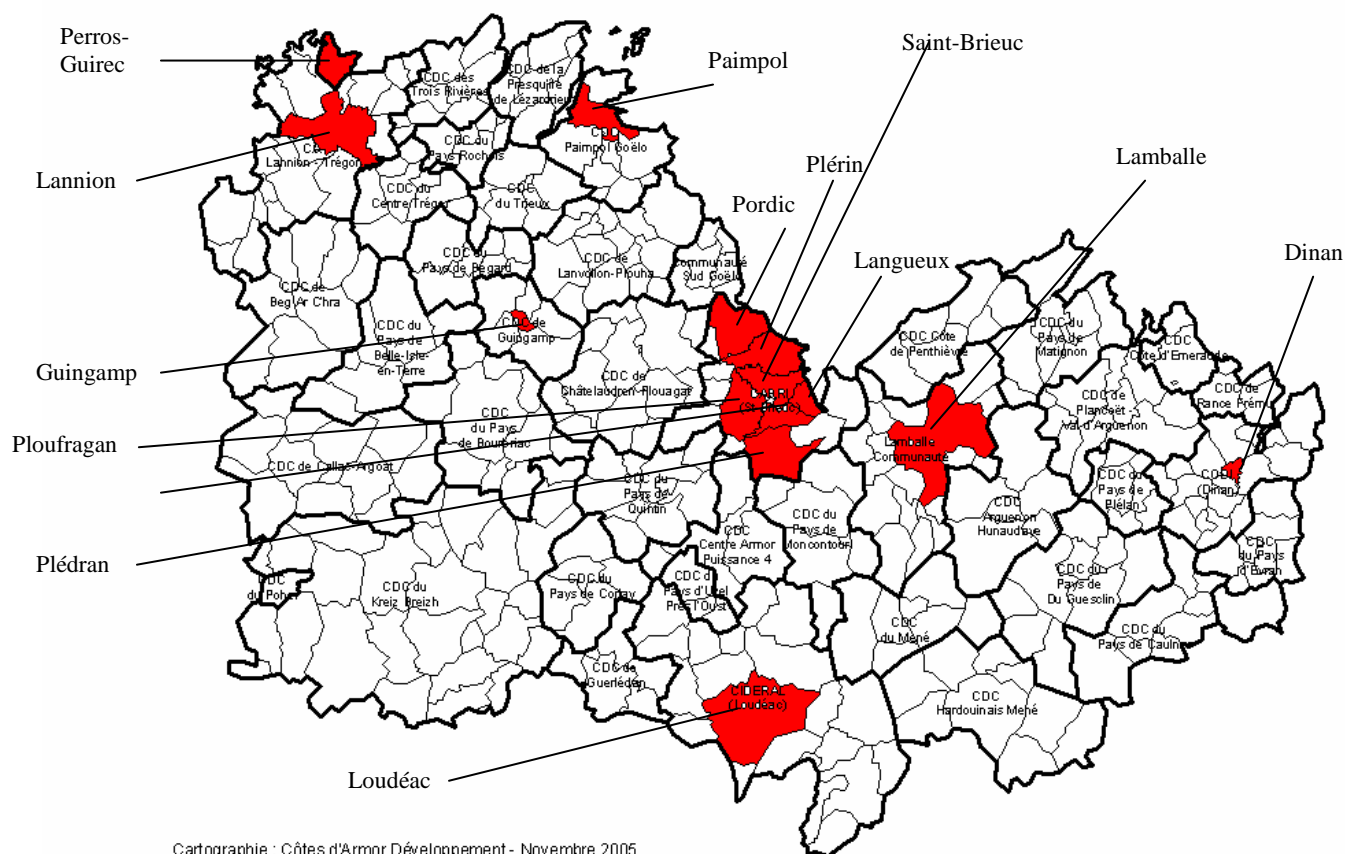 Perros-
Guirec
Paimpol
Saint-Brieuc
Lannion
Plérin
Lamballe
Pordic
Langueux
Dinan
Guingamp
Ploufragan
Plédran
Loudéac
CDC des
Trois Rivières
CDC de la
Presqu'île
de Lézardrieux
CDC du
Pays Rochois
Paimpol Goëlo
Lannion - Trégor
CDC du
Centre Trégor
CDC
du Trieux
CDC du
Pays de Bégard
CDC de
Lanvollon-Plouha
Communauté
Sud Goëlo
CDC de
Beg Ar C'hra
CDC du
Pays de
Belle-Isle-
en-Terre
CDC de
Guingamp
CDC de
Châtelaudren-Plouagat
CABRI
(St-Brieuc)
CDC Côte
de Penthièvre
CDC du
Pays de
Matignon
CDC
Côte d'Emeraude
CDC de
Rance Frémur
CDC de
Plancoët -
Val d'Arguenon
Lamballe
Communauté
CDC du
Pays de
Plélan
CODI
(Dinan)
CDC du
Pays
de Bourbriac
CDC de Callac-Argoat
CDC du
Pays de
Quintin
CDC
Centre Armor
Puissance 4
CDC du
Pays de
Moncontour
CDC
Arguenon
Hunaudaye
CDC
du Pays
d'Evran
CDC
du Poher
CDC du
Kreiz Breizh
CDC du
Pays de Corlay
CDC du
Pays d'Uzel
Près l'Oust
CDC du
Pays de
Du Guesclin
CDC
du Mené
CDC du
Pays de Caulnes
CDC de
Guerlédan
CIDERAL
(Loudéac)
CDC
Hardouinais Mené
Cartographie : Côtes d'Armor Développement - Novembre 2005